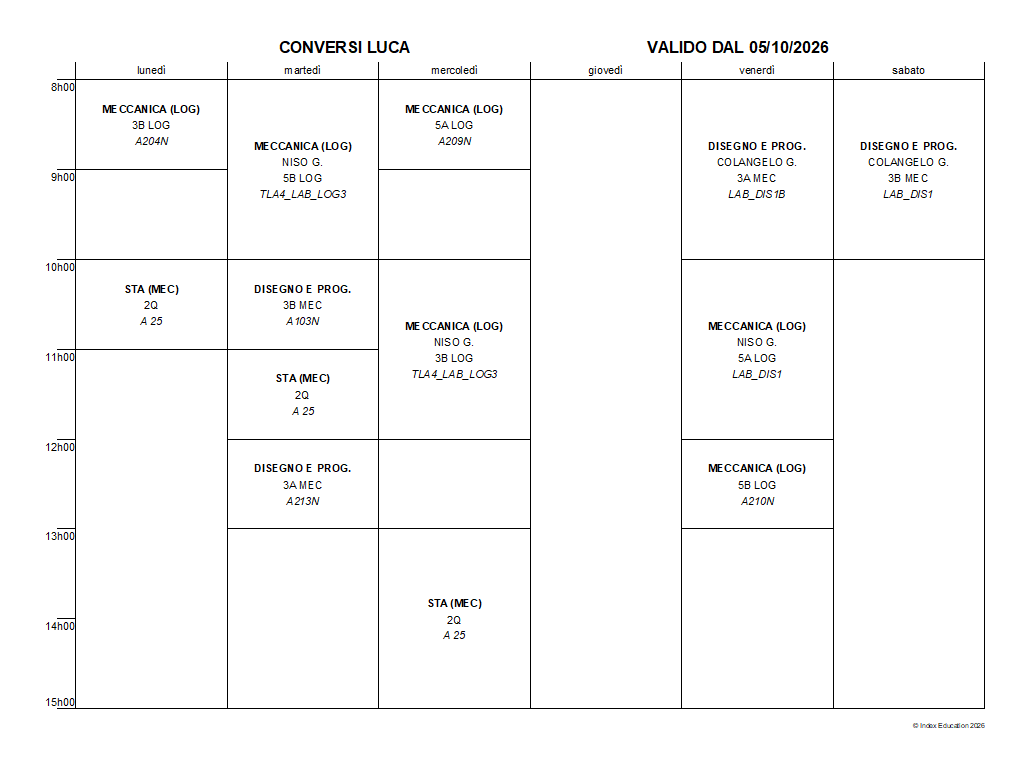 CONVERSI LUCA
VALIDO DAL 05/10/2026
lunedì
martedì
mercoledì
giovedì
venerdì
sabato
8h00
MECCANICA (LOG)
3B LOG
A204N
MECCANICA (LOG)
NISO G.
5B LOG
TLA4_LAB_LOG3
MECCANICA (LOG)
5A LOG
A209N
DISEGNO E PROG.
COLANGELO G.
3A MEC
LAB_DIS1B
DISEGNO E PROG.
COLANGELO G.
3B MEC
LAB_DIS1
9h00
10h00
STA (MEC)
2Q
A 25
DISEGNO E PROG.
3B MEC
A103N
MECCANICA (LOG)
NISO G.
3B LOG
TLA4_LAB_LOG3
MECCANICA (LOG)
NISO G.
5A LOG
LAB_DIS1
11h00
STA (MEC)
2Q
A 25
12h00
DISEGNO E PROG.
3A MEC
A213N
MECCANICA (LOG)
5B LOG
A210N
13h00
STA (MEC)
2Q
A 25
14h00
15h00
© Index Education 2026